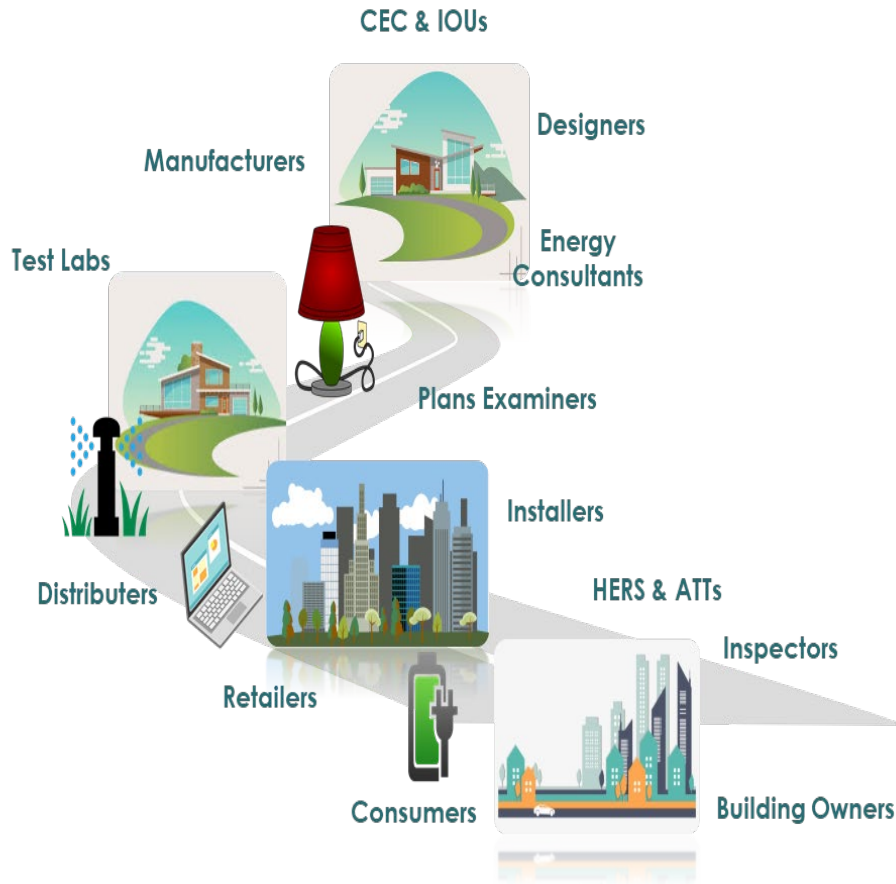 CEC & IOUs
Designers
Manufacturers
Energy
Consultants
Test Labs
Plans Examiners
Installers
Distributers
HERS & ATTs
Inspectors
Retailers
Consumers
Building Owners